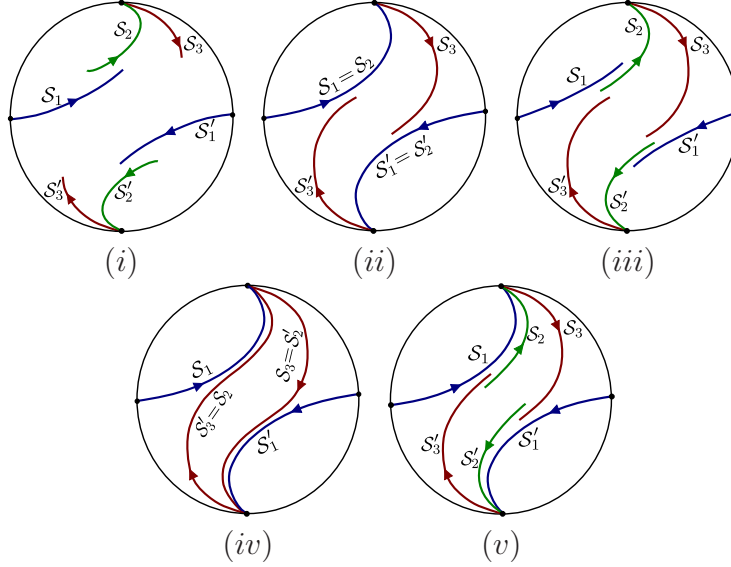 S₂
S₃
S₁
S₁′
S₃′
S₂′
(i)
S₃
S₁=S₂
S₁′=S₂′
S₃′
(ii)
S₂
S₃
S₁
S₁′
S₃′
S₂′
(iii)
S₁
S₃=S₂′
S₃′=S₂
S₁′
(iv)
S₁
S₂
S₃
S₃′
S₂′
S₁′
(v)